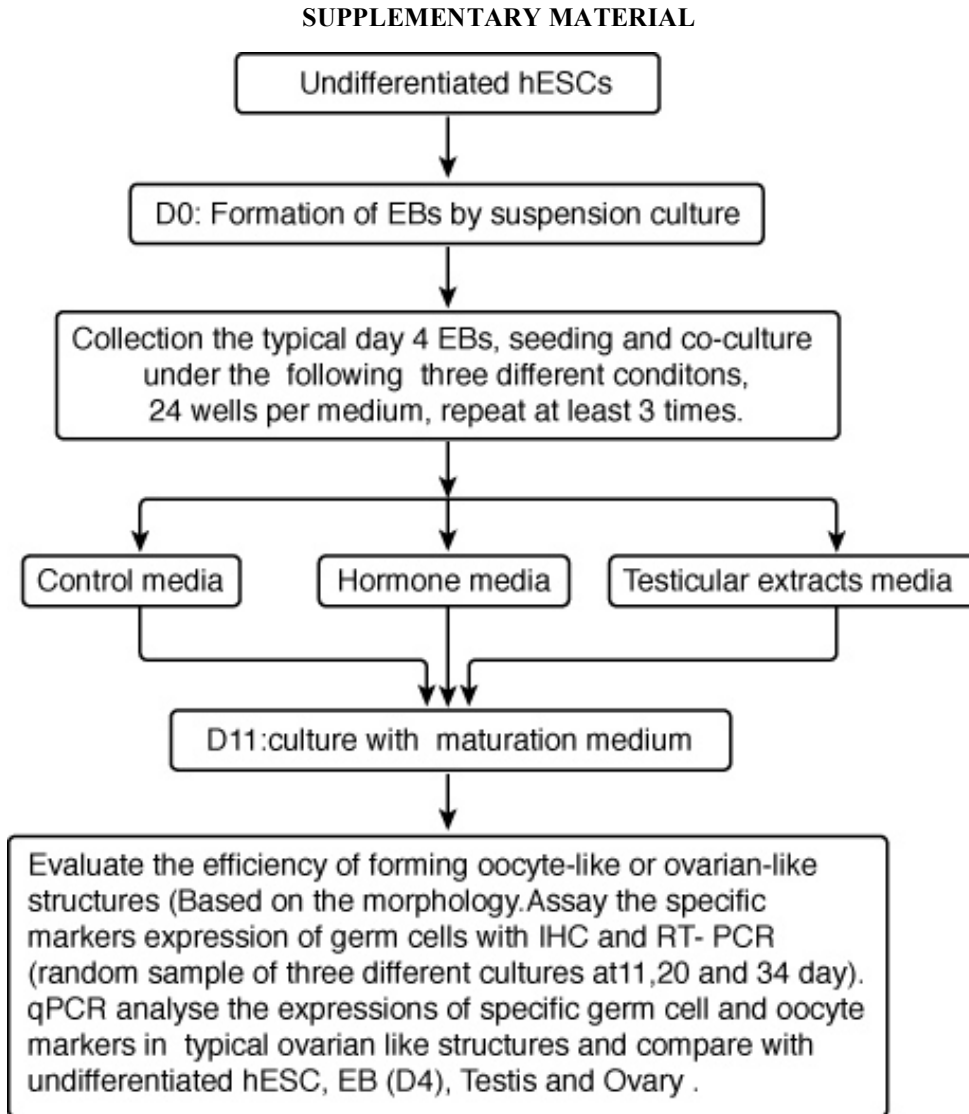 SUPPLEMENTARY MATERIAL
Undifferentiated hESCs
D0: Formation of EBs by suspension culture
Collection the typical day 4 EBs, seeding and co-culture
under the following three different conditons,
24 wells per medium, repeat at least 3 times.
Control media
Hormone media
Testicular extracts media
D11:culture with maturation medium
Evaluate the efficiency of forming oocyte-like or ovarian-like
structures (Based on the morphology.Assay the specific
markers expression of germ cells with IHC and RT- PCR
(random sample of three different cultures at11,20 and 34 day).
qPCR analyse the expressions of specific germ cell and oocyte
markers in typical ovarian like structures and compare with
undifferentiated hESC, EB (D4), Testis and Ovary .